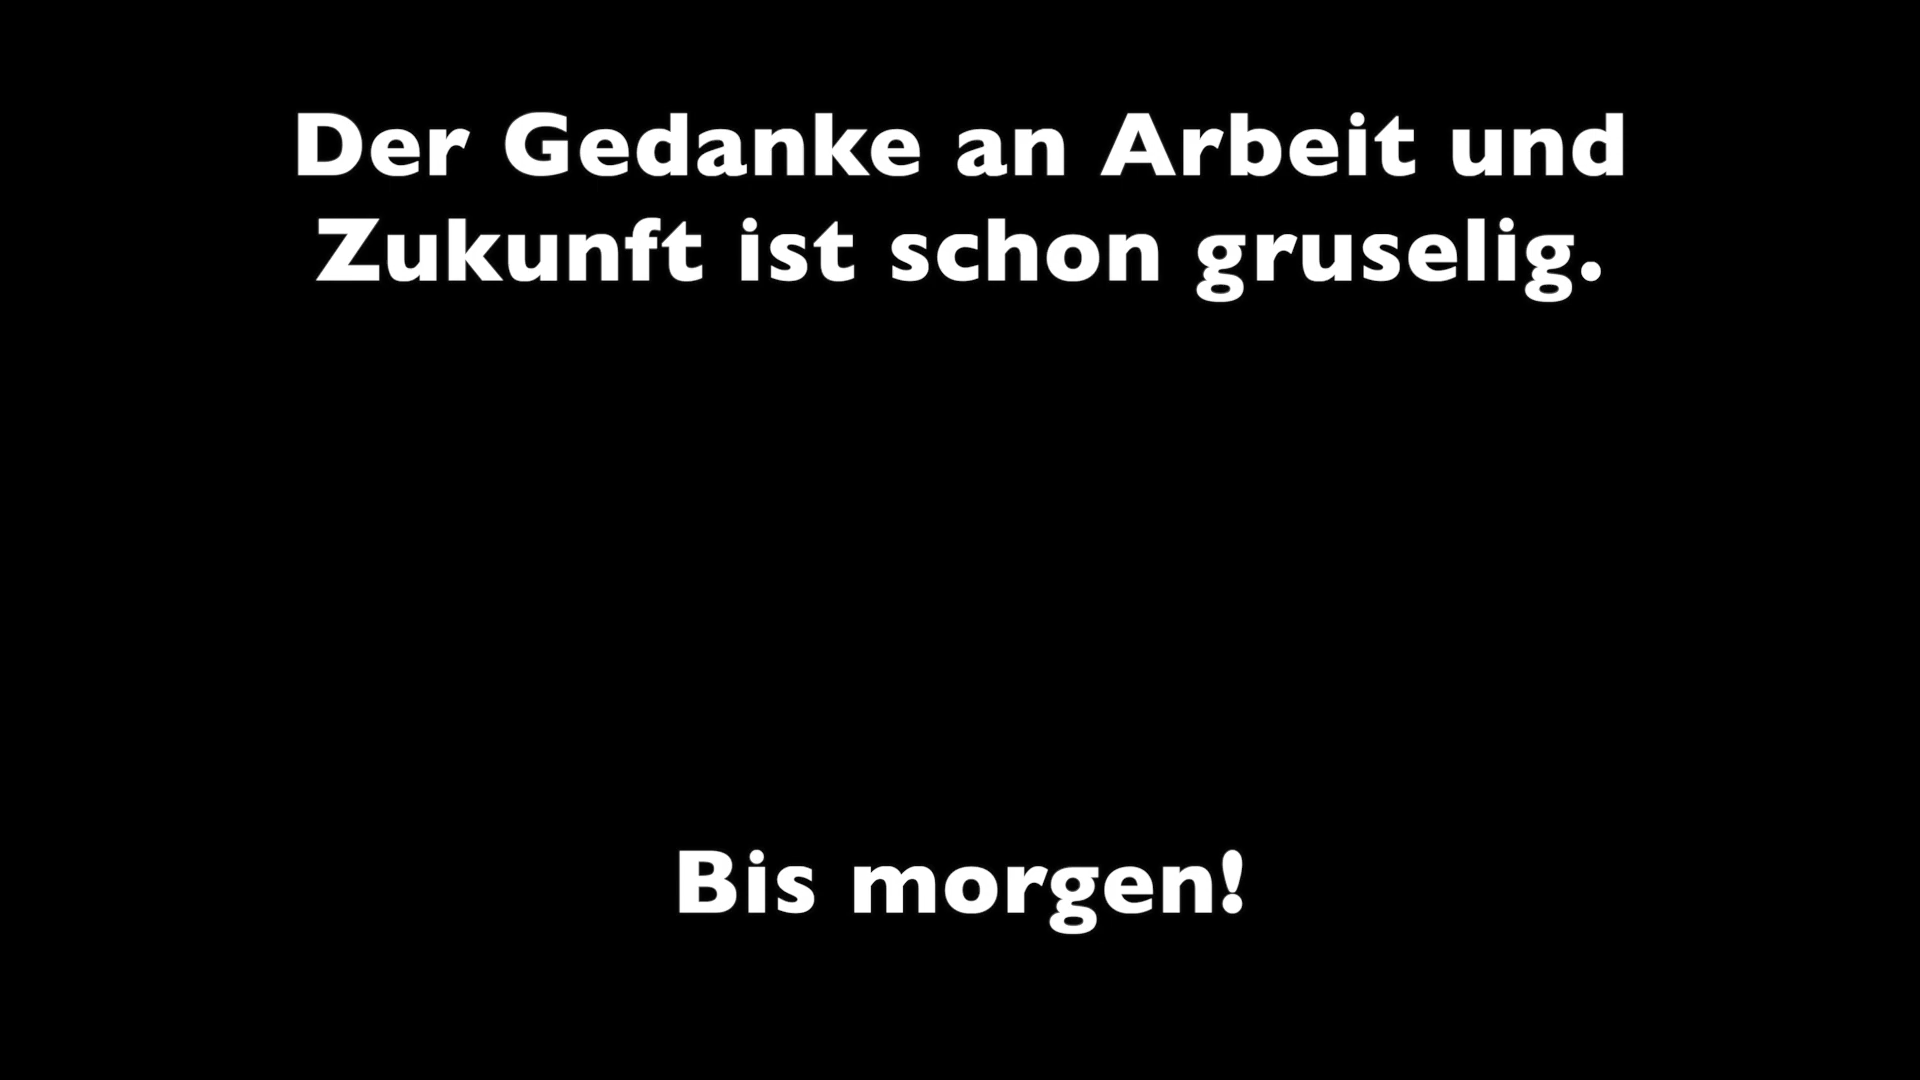 Der Gedanke an Arbeit und
Zukunft ist schon gruselig.
Bis morgen!